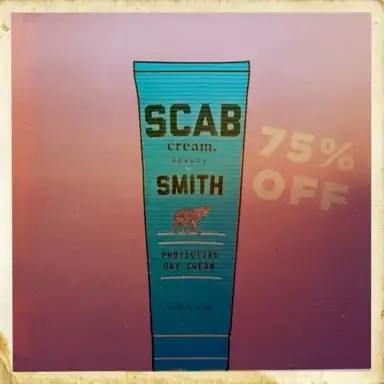 SCAB
cream.
SMITH
PROTECTIVE
DAY CREAM
75%
OFF